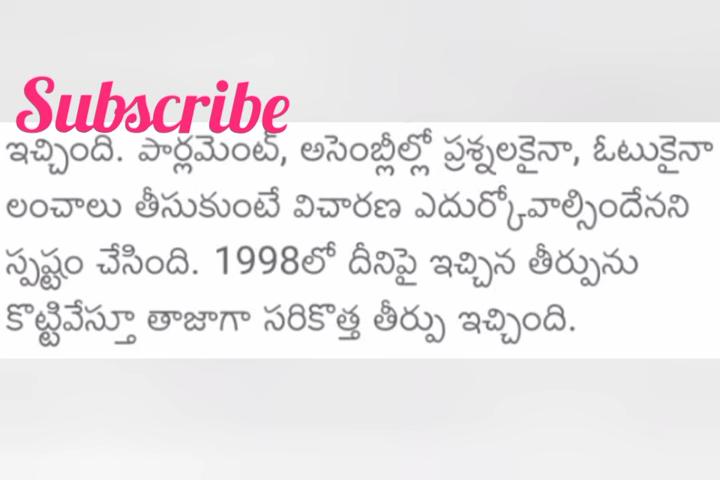 Subscribe
ఇచ్చింది. పార్లమెంట్, అసెంబ్లీల్లో ప్రశ్నలకైనా, ఓటుకైనా
లంచాలు తీసుకుంటే విచారణ ఎదుర్కోవాల్సిందేనని
స్పష్టం చేసింది. 1998లో దీనిపై ఇచ్చిన తీర్పును
కొట్టివేస్తూ తాజాగా సరికొత్త తీర్పు ఇచ్చింది.